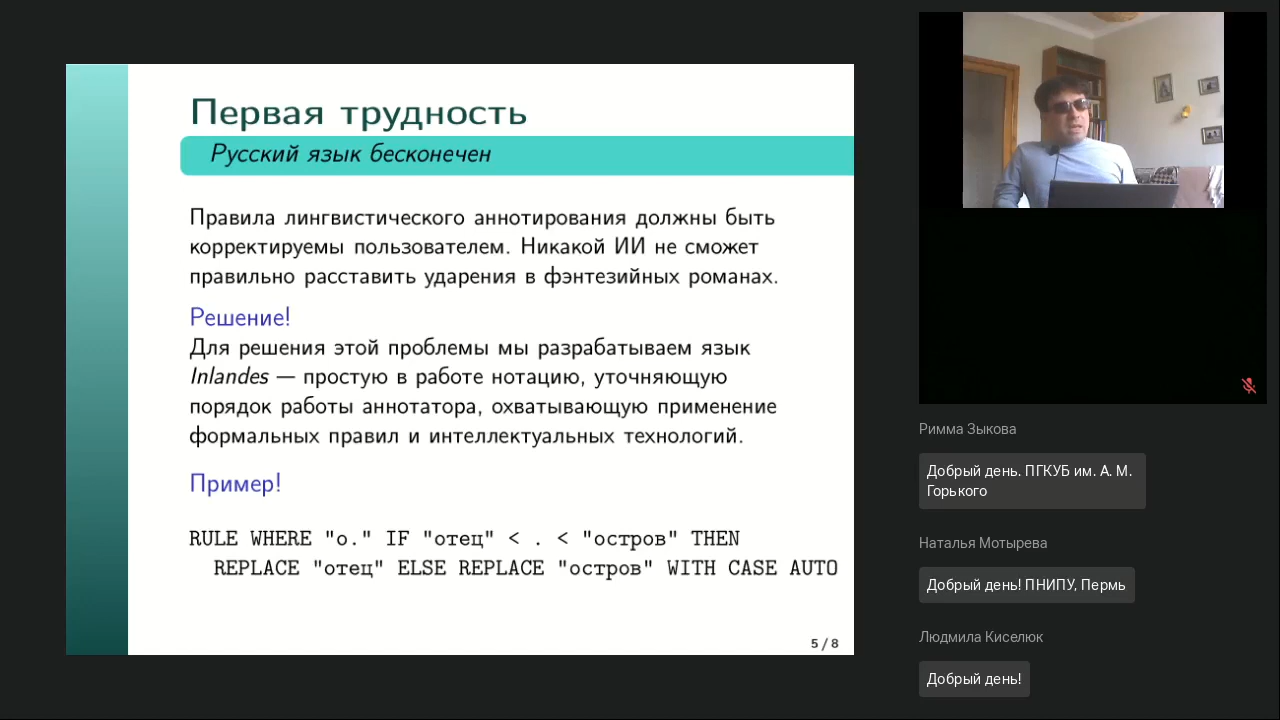 Первая трудность
Русский язык бесконечен
Правила лингвистического аннотирования должны быть
корректируемы пользователем. Никакой ИИ не сможет
правильно расставить ударения в фэнтезийных романах.
Решение!
Для решения этой проблемы мы разрабатываем язык
Inlandes — простую в работе нотацию, уточняющую
порядок работы аннотатора, охватывающую применение
формальных правил и интеллектуальных технологий.
Пример!
RULE WHERE "о." IF "отец" < . < "остров" THEN
REPLACE "отец" ELSE REPLACE "остров" WITH CASE AUTO
5 / 8
Римма Зыкова
Добрый день. ПГКУБ им. А. М.
Горького
Наталья Мотырева
Добрый день! ПНИПУ, Пермь
Людмила Киселюк
Добрый день!